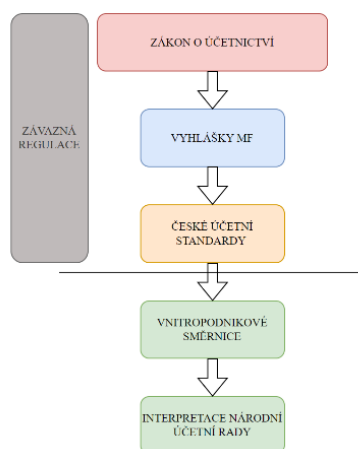 ZÁKON O ÚČETNICTVÍ
ZÁVAZNÁ
REGULACE
VYHLÁŠKY MF
ČESKÉ ÚČETNÍ
STANDARDY
VNITROPODNIKOVÉ
SMĚRNICE
INTERPRETACE NÁRODNÍ
ÚČETNÍ RADY